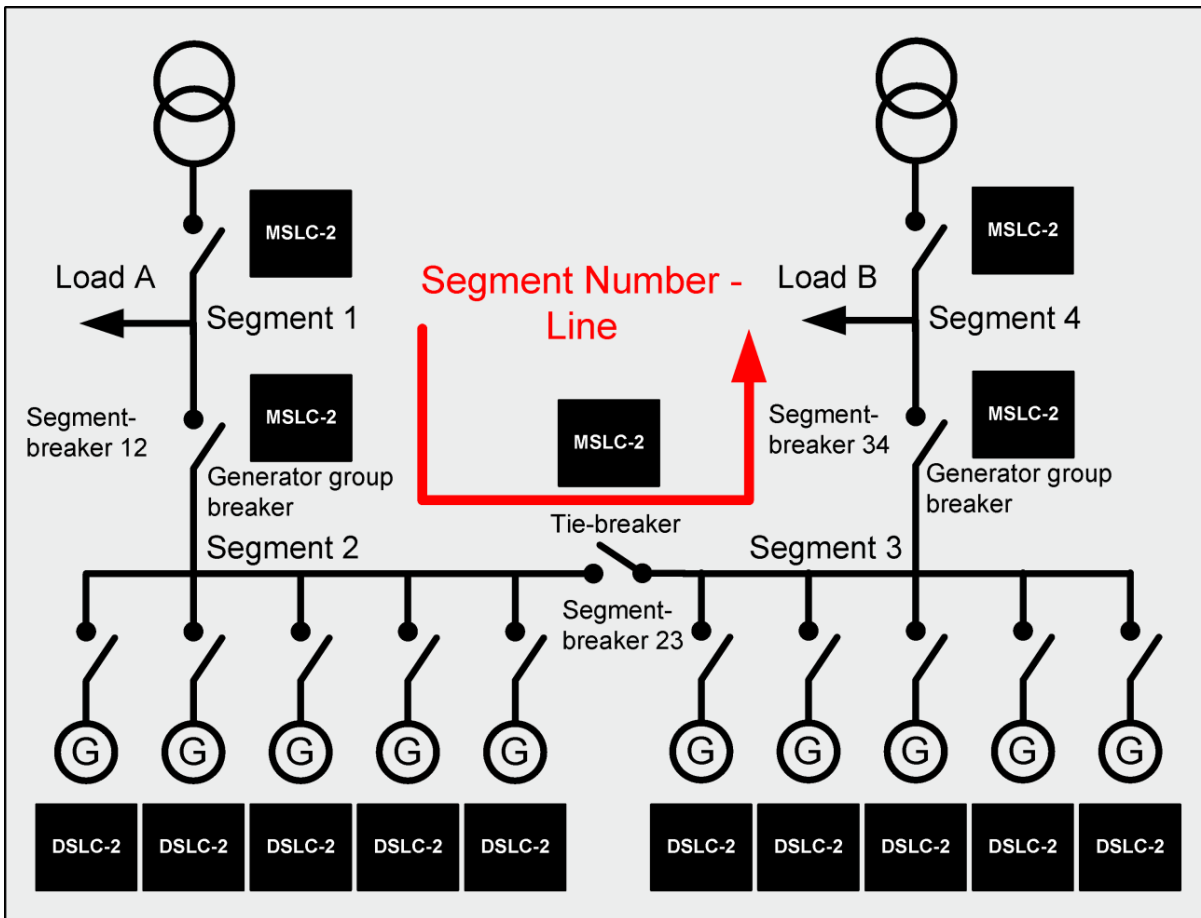 MSLC-2
MSLC-2
Load A
Segment Number -
Line
Load B
Segment 1
Segment 4
Segment-
breaker 12
MSLC-2
MSLC-2
Segment-
breaker 34
MSLC-2
Generator group
breaker
Generator group
breaker
Tie-breaker
Segment 2
Segment 3
Segment-
breaker 23
G
G
G
G
G
G
G
G
G
G
DSLC-2
DSLC-2
DSLC-2
DSLC-2
DSLC-2
DSLC-2
DSLC-2
DSLC-2
DSLC-2
DSLC-2